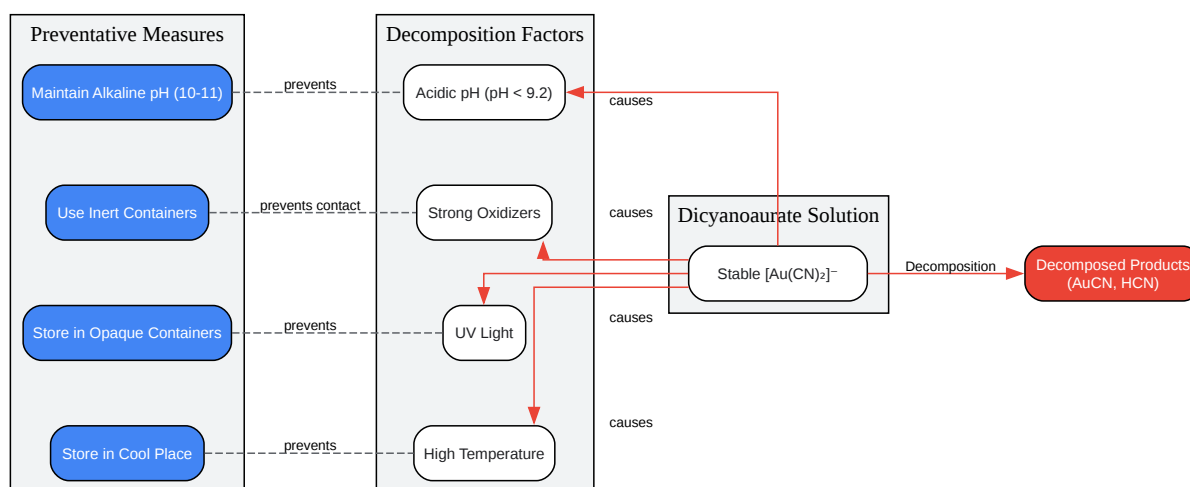 Preventative Measures
Decomposition Factors
Maintain Alkaline pH (10-11)
prevents
Acidic pH (pH < 9.2)
causes
Use Inert Containers
prevents contact
Strong Oxidizers
causes
Dicyanoaurate Solution
Stable [Au(CN)₂]⁻
Decomposition
Decomposed Products
(AuCN, HCN)
Store in Opaque Containers
prevents
UV Light
causes
Store in Cool Place
prevents
High Temperature
causes